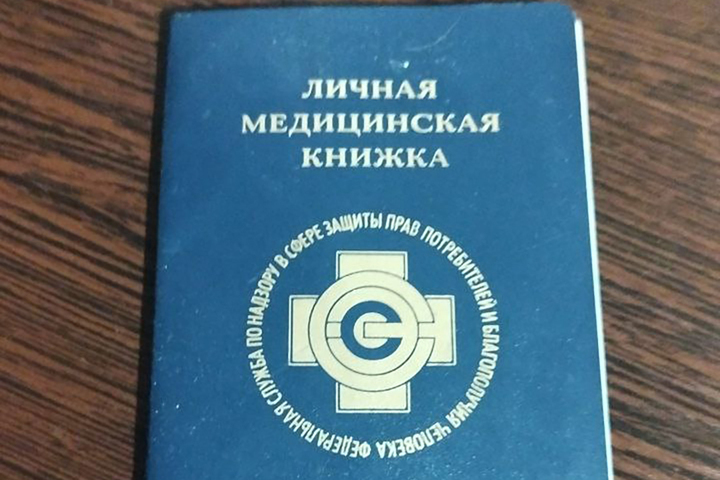 ЛИЧНАЯ
МЕДИЦИНСКАЯ
КНИЖКА
ФЕДЕРАЛЬНАЯ СЛУЖБА ПО НАДЗОРУ В СФЕРЕ ЗАЩИТЫ ПРАВ ПОТРЕБИТЕЛЕЙ И БЛАГОПОЛУЧИЯ ЧЕЛОВЕКА